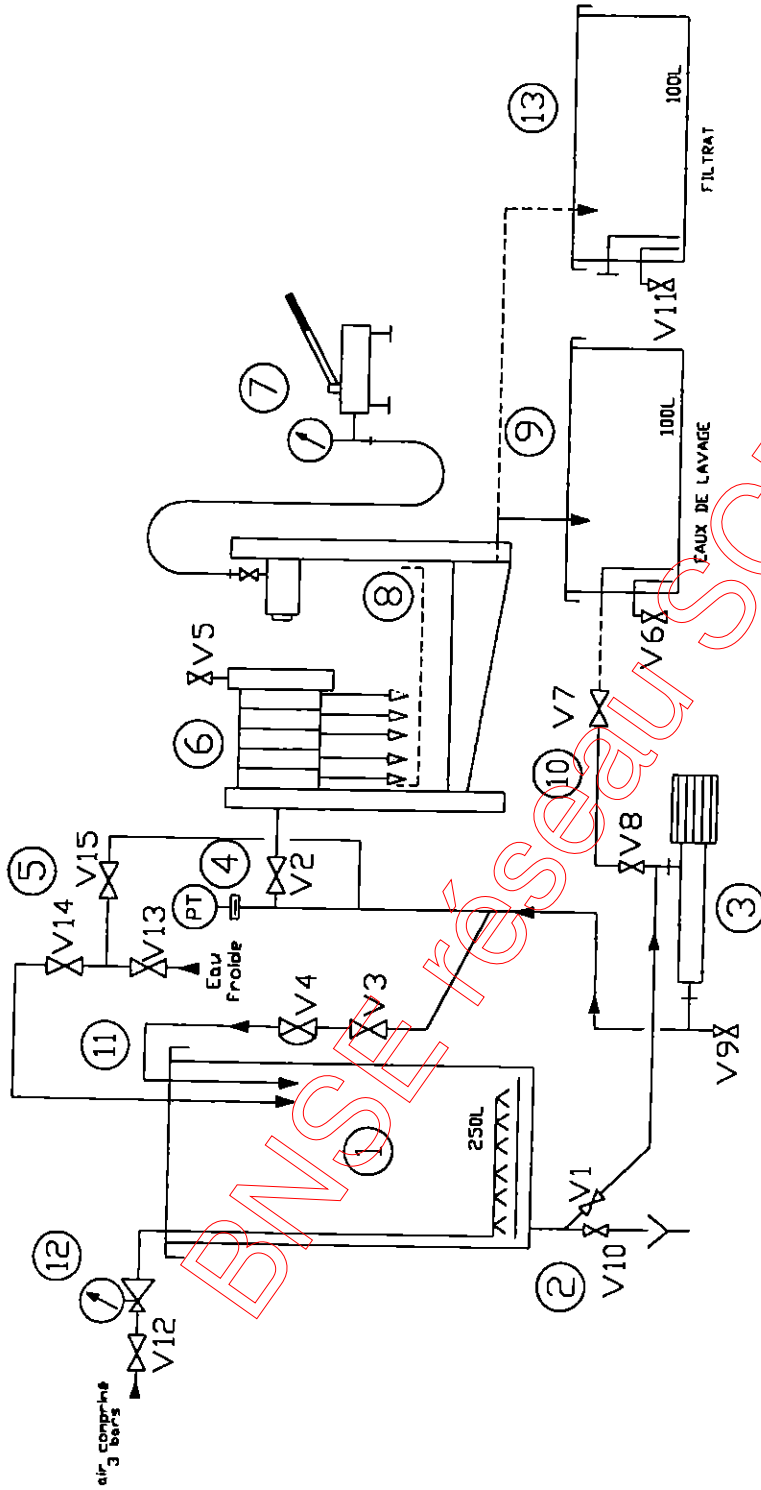 air comprimé
3 bars
V12
12
11
5
V14
V15
V13
Eau
froide
PT
4
V2
V4
V3
1
250L
2
V1
V10
6
V5
7
8
9
13
100L
FILTRAT
V11
100L
EAUX DE LAVAGE
V6
V7
10
V8
3
V9
BNSE réseau SC